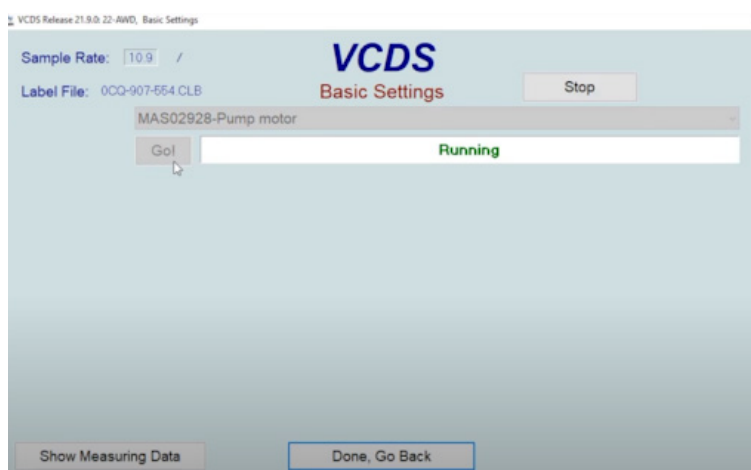 VCDS Release 21.9.0: 22-AWD, Basic Settings
Sample Rate: 10.9 /
VCDS
Label File: 0CQ-907-554.CLB
Basic Settings
Stop
MAS02928-Pump motor
Go!
Running
Show Measuring Data
Done, Go Back